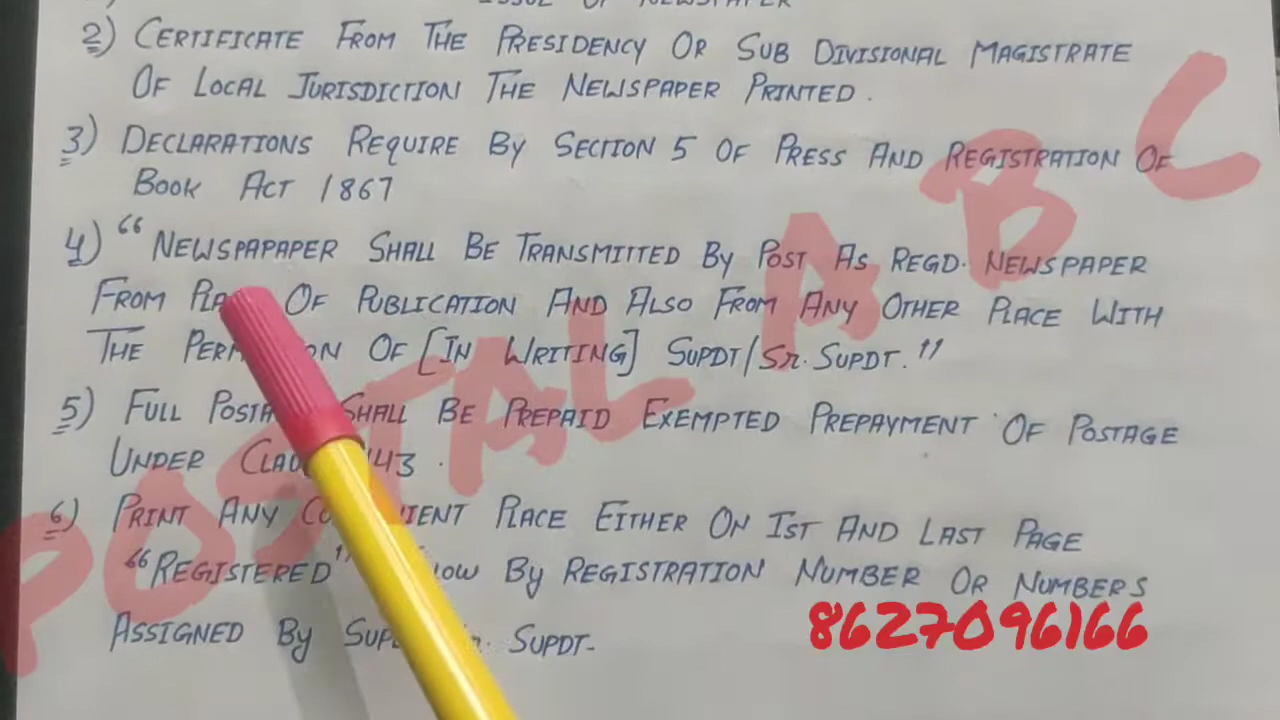 ISSUE OF NEWSPAPER
2) CERTIFICATE FROM THE PRESIDENCY OR SUB DIVISIONAL MAGISTRATE
OF LOCAL JURISDICTION THE NEWSPAPER PRINTED.
3) DECLARATIONS REQUIRE BY SECTION 5 OF PRESS AND REGISTRATION OF
BOOK ACT 1867
4) "NEWSPAPAPER SHALL BE TRANSMITTED BY POST AS REGD. NEWSPAPER
FROM OF PUBLICATION AND ALSO FROM ANY OTHER PLACE WITH
THE OF [IN WRITING] SUPDT/SR. SUPDT."
5) FULL SHALL BE PREPAID EXEMPTED PREPAYMENT OF POSTAGE
UNDER
6) PRINT ANY PLACE EITHER ON IST AND LAST PAGE
"REGISTERED" BY REGISTRATION NUMBER OR NUMBERS
ASSIGNED BY SUPDT.
8627096166
POSTAL ABC